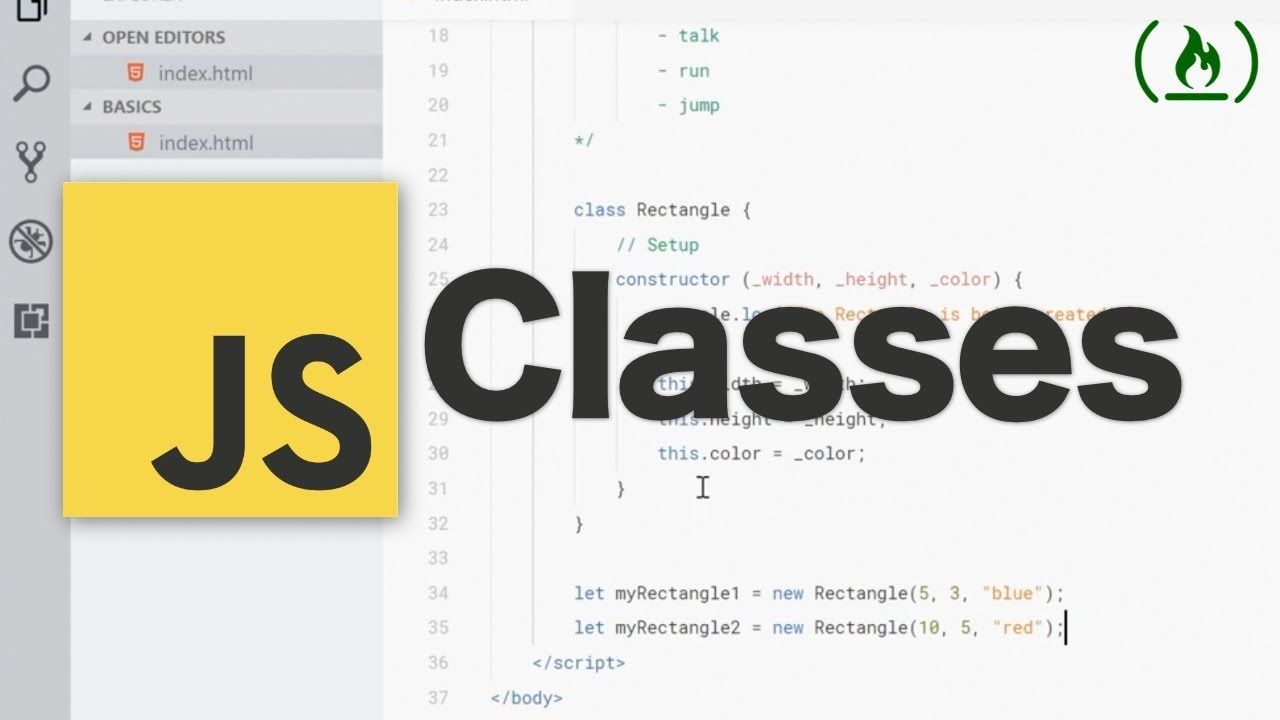 OPEN EDITORS
index.html
BASICS
index.html
JS
Classes
18 - talk
19 - run
20 - jump
21 */
22
23 class Rectangle {
24 // Setup
25 constructor (_width, _height, _color) {
29
30 this.color = _color;
31 }
32 }
33
34 let myRectangle1 = new Rectangle(5, 3, "blue");
35 let myRectangle2 = new Rectangle(10, 5, "red");
36 </script>
37 </body>